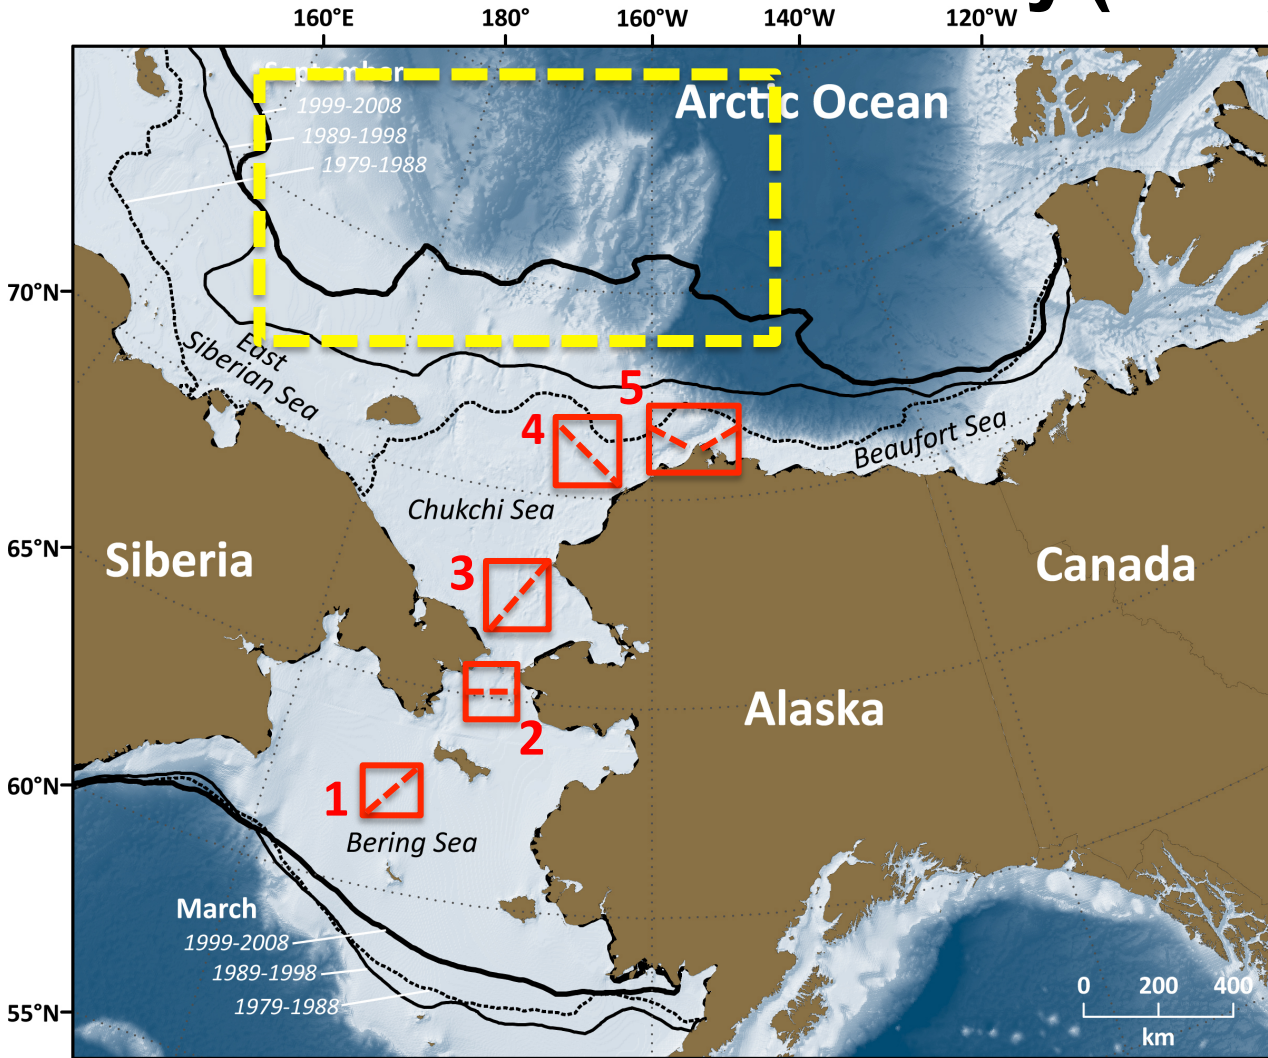 160°E 180° 160°W 140°W 120°W
September
1999-2008
1989-1998
1979-1988
Arctic Ocean
70°N
East
Siberian Sea
5
4
Beaufort Sea
Chukchi Sea
65°N
Siberia
3
Canada
Alaska
2
60°N
1
Bering Sea
March
1999-2008
1989-1998
1979-1988
55°N
0 200 400
km